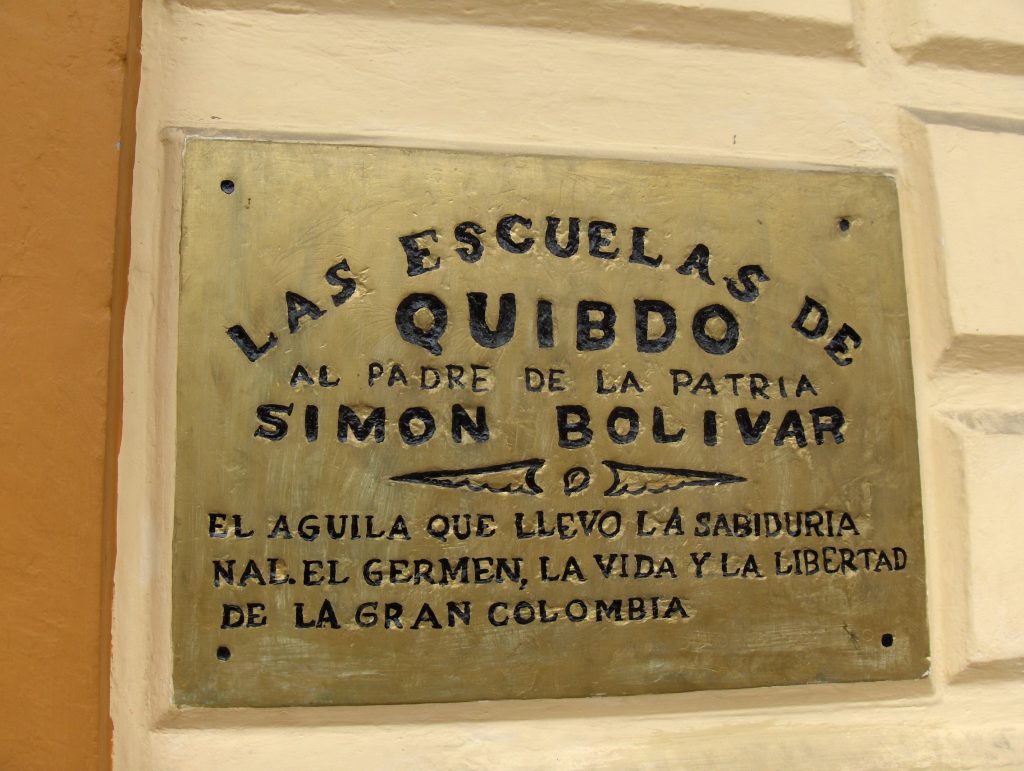 LAS ESCUELAS DE
QUIBDO
AL PADRE DE LA PATRIA
SIMON BOLIVAR
EL AGUILA QUE LLEVO LA SABIDURIA
NAL. EL GERMEN, LA VIDA Y LA LIBERTAD
DE LA GRAN COLOMBIA